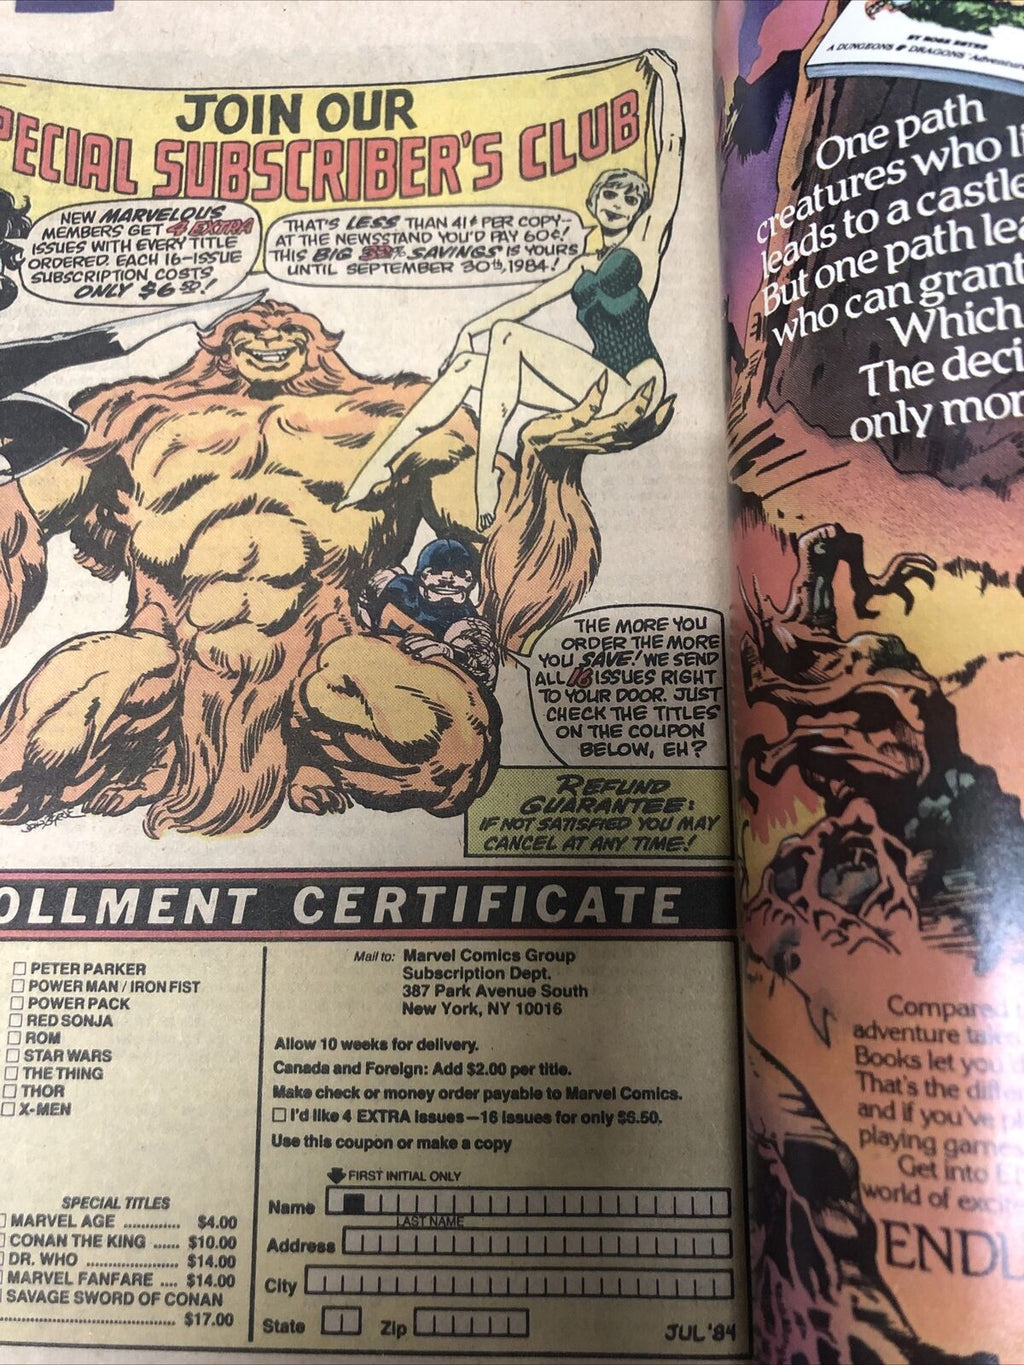 JOIN OUR
SPECIAL SUBSCRIBER'S CLUB
NEW MARVELOUS
MEMBERS GET 4 EXTRA
ISSUES WITH EVERY TITLE
ORDERED. EACH 16-ISSUE
SUBSCRIPTION COSTS
ONLY $6.50!
THAT'S LESS THAN 41¢ PER COPY--
AT THE NEWSSTAND YOU'D PAY 60¢!
THIS BIG % SAVINGS IS YOURS
UNTIL SEPTEMBER 30th, 1984!
THE MORE YOU
ORDER THE MORE
YOU SAVE! WE SEND
ALL 16 ISSUES RIGHT
TO YOUR DOOR. JUST
CHECK THE TITLES
ON THE COUPON
BELOW, EH?
REFUND
GUARANTEE:
IF NOT SATISFIED YOU MAY
CANCEL AT ANY TIME!
OLLMENT CERTIFICATE
PETER PARKER
POWER MAN / IRON FIST
POWER PACK
RED SONJA
ROM
STAR WARS
THE THING
THOR
X-MEN
SPECIAL TITLES
MARVEL AGE ............ $4.00
CONAN THE KING ...... $10.00
DR. WHO ..................... $14.00
MARVEL FANFARE .... $14.00
SAVAGE SWORD OF CONAN
................................... $17.00
Mail to: Marvel Comics Group
Subscription Dept.
387 Park Avenue South
New York, NY 10016
Allow 10 weeks for delivery.
Canada and Foreign: Add $2.00 per title.
Make check or money order payable to Marvel Comics.
I'd like 4 EXTRA issues—16 issues for only $6.50.
Use this coupon or make a copy
FIRST INITIAL ONLY
Name
LAST NAME
Address
City
State Zip
JUL '84
BY ROSE ESTES
A DUNGEONS & DRAGONS Adventure
One path
creatures who li
leads to a castle
But one path lea
who can grant
Which
The deci
only mor
Compared
adventure tal
Books let you d
That's the dif
and if you've pl
playing game
Get into E
world of exci
ENDL